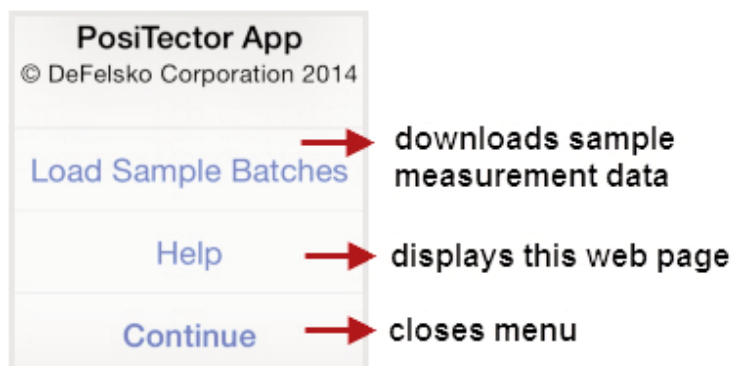 PosiTector App
© DeFelsko Corporation 2014
Load Sample Batches
downloads sample
measurement data
Help
displays this web page
Continue
closes menu